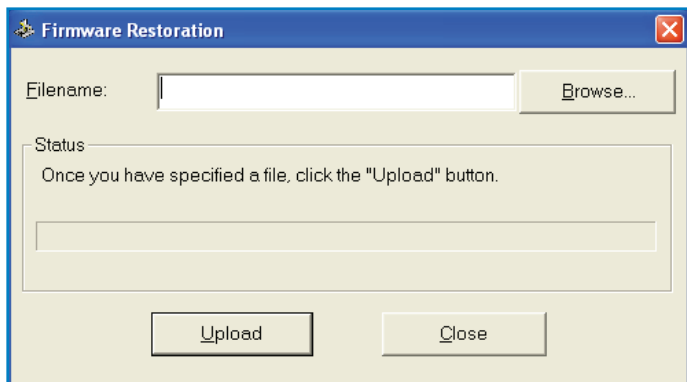 Firmware Restoration
Filename:
Browse...
Status
Once you have specified a file, click the "Upload" button.
Upload
Close